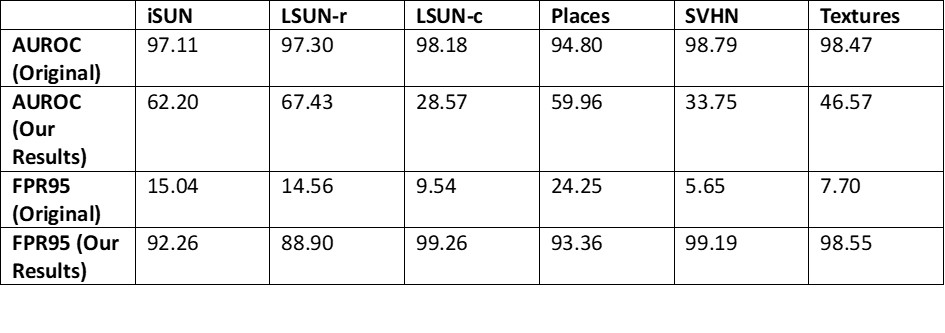 iSUN LSUN-r LSUN-c Places SVHN Textures
AUROC 97.11 97.30 98.18 94.80 98.79 98.47
(Original)
AUROC 62.20 67.43 28.57 59.96 33.75 46.57
(Our
Results)
FPR95 15.04 14.56 9.54 24.25 5.65 7.70
(Original)
FPR95 (Our 92.26 88.90 99.26 93.36 99.19 98.55
Results)